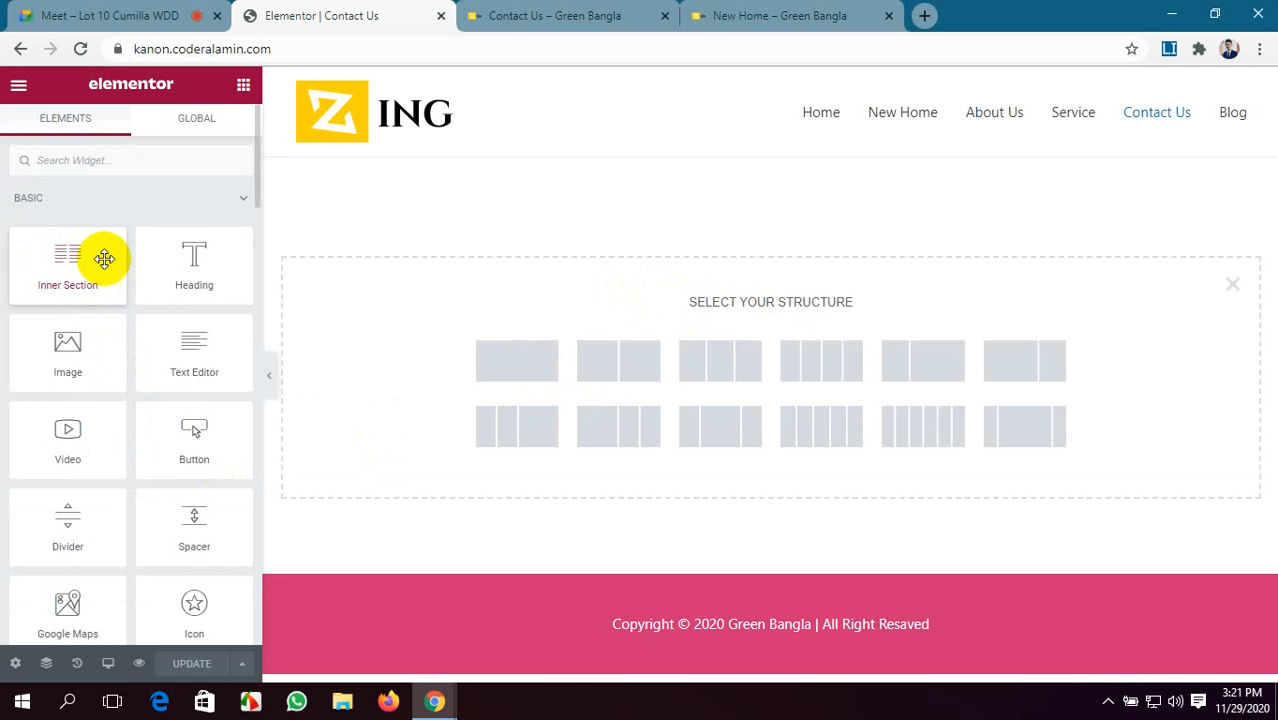 Meet – Lot 10 Cumilla WDD
Elementor | Contact Us
Contact Us – Green Bangla
New Home – Green Bangla
kanon.coderalamin.com
LI
elementor
ELEMENTS
GLOBAL
Search Widget...
BASIC
Inner Section
Heading
Image
Text Editor
Video
Button
Divider
Spacer
Google Maps
Icon
UPDATE
Z ING
Home
New Home
About Us
Service
Contact Us
Blog
SELECT YOUR STRUCTURE
Copyright © 2020 Green Bangla | All Right Resaved
3:21 PM
11/29/2020